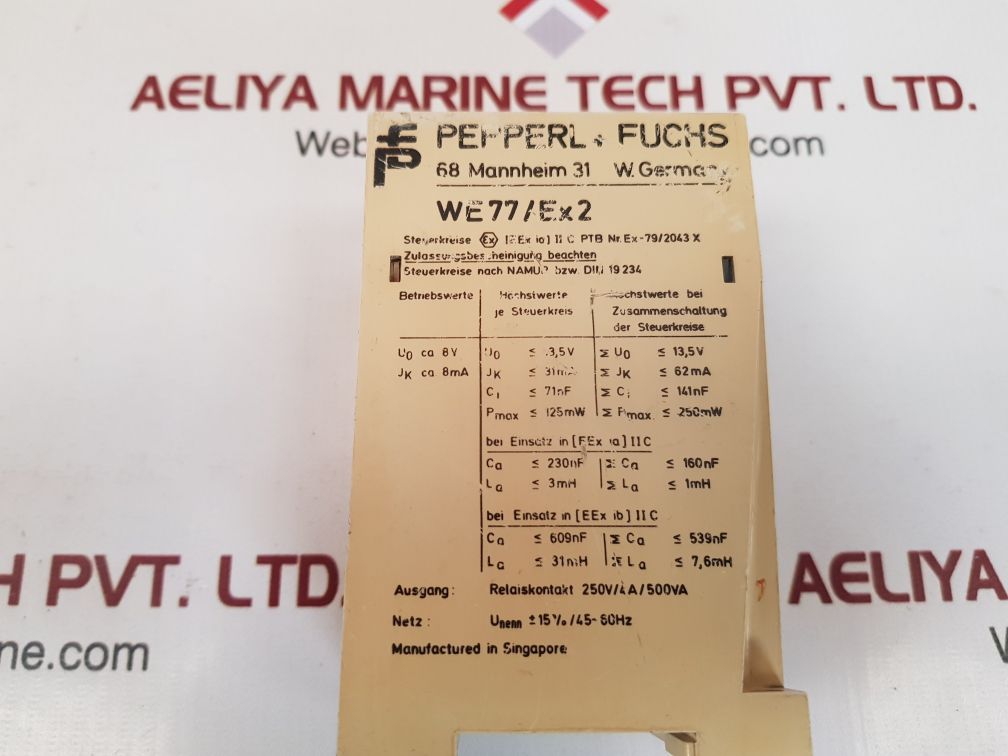 AELIYA MARINE TECH PVT. LTD.
Web
PEPPERL + FUCHS
68 Mannheim 31 W. Germany
WE 77/Ex2
Steuerkreise Ex [EEx ia] II C PTB Nr. Ex-79/2043 X
Zulassungsbescheinigung beachten
Steuerkreise nach NAMUR bzw. DIN 19 234
Betriebswerte
Höchstwerte
je Steuerkreis
Höchstwerte bei
Zusammenschaltung
der Steuerkreise
U0 ca 8V U0 ≤ 13,5V Σ U0 ≤ 13,5V
JK ca. 8mA JK ≤ 31mA Σ JK ≤ 62mA
Ci ≤ 71nF Σ Ci ≤ 141nF
Pmax ≤ 125mW Σ Pmax. ≤ 250mW
bei Einsatz in [EEx ia] II C
Ca ≤ 230nF Σ Ca ≤ 160nF
La ≤ 3mH Σ La ≤ 1mH
bei Einsatz in [EEx ib] II C
Ca ≤ 609nF Σ Ca ≤ 539nF
La ≤ 31mH Σ La ≤ 7,6mH
Ausgang: Relaiskontakt 250V/4A/500VA
Netz: Unenn ±15%/45-60Hz
Manufactured in Singapore
H PVT. LTD.
AELIYA
ne.com